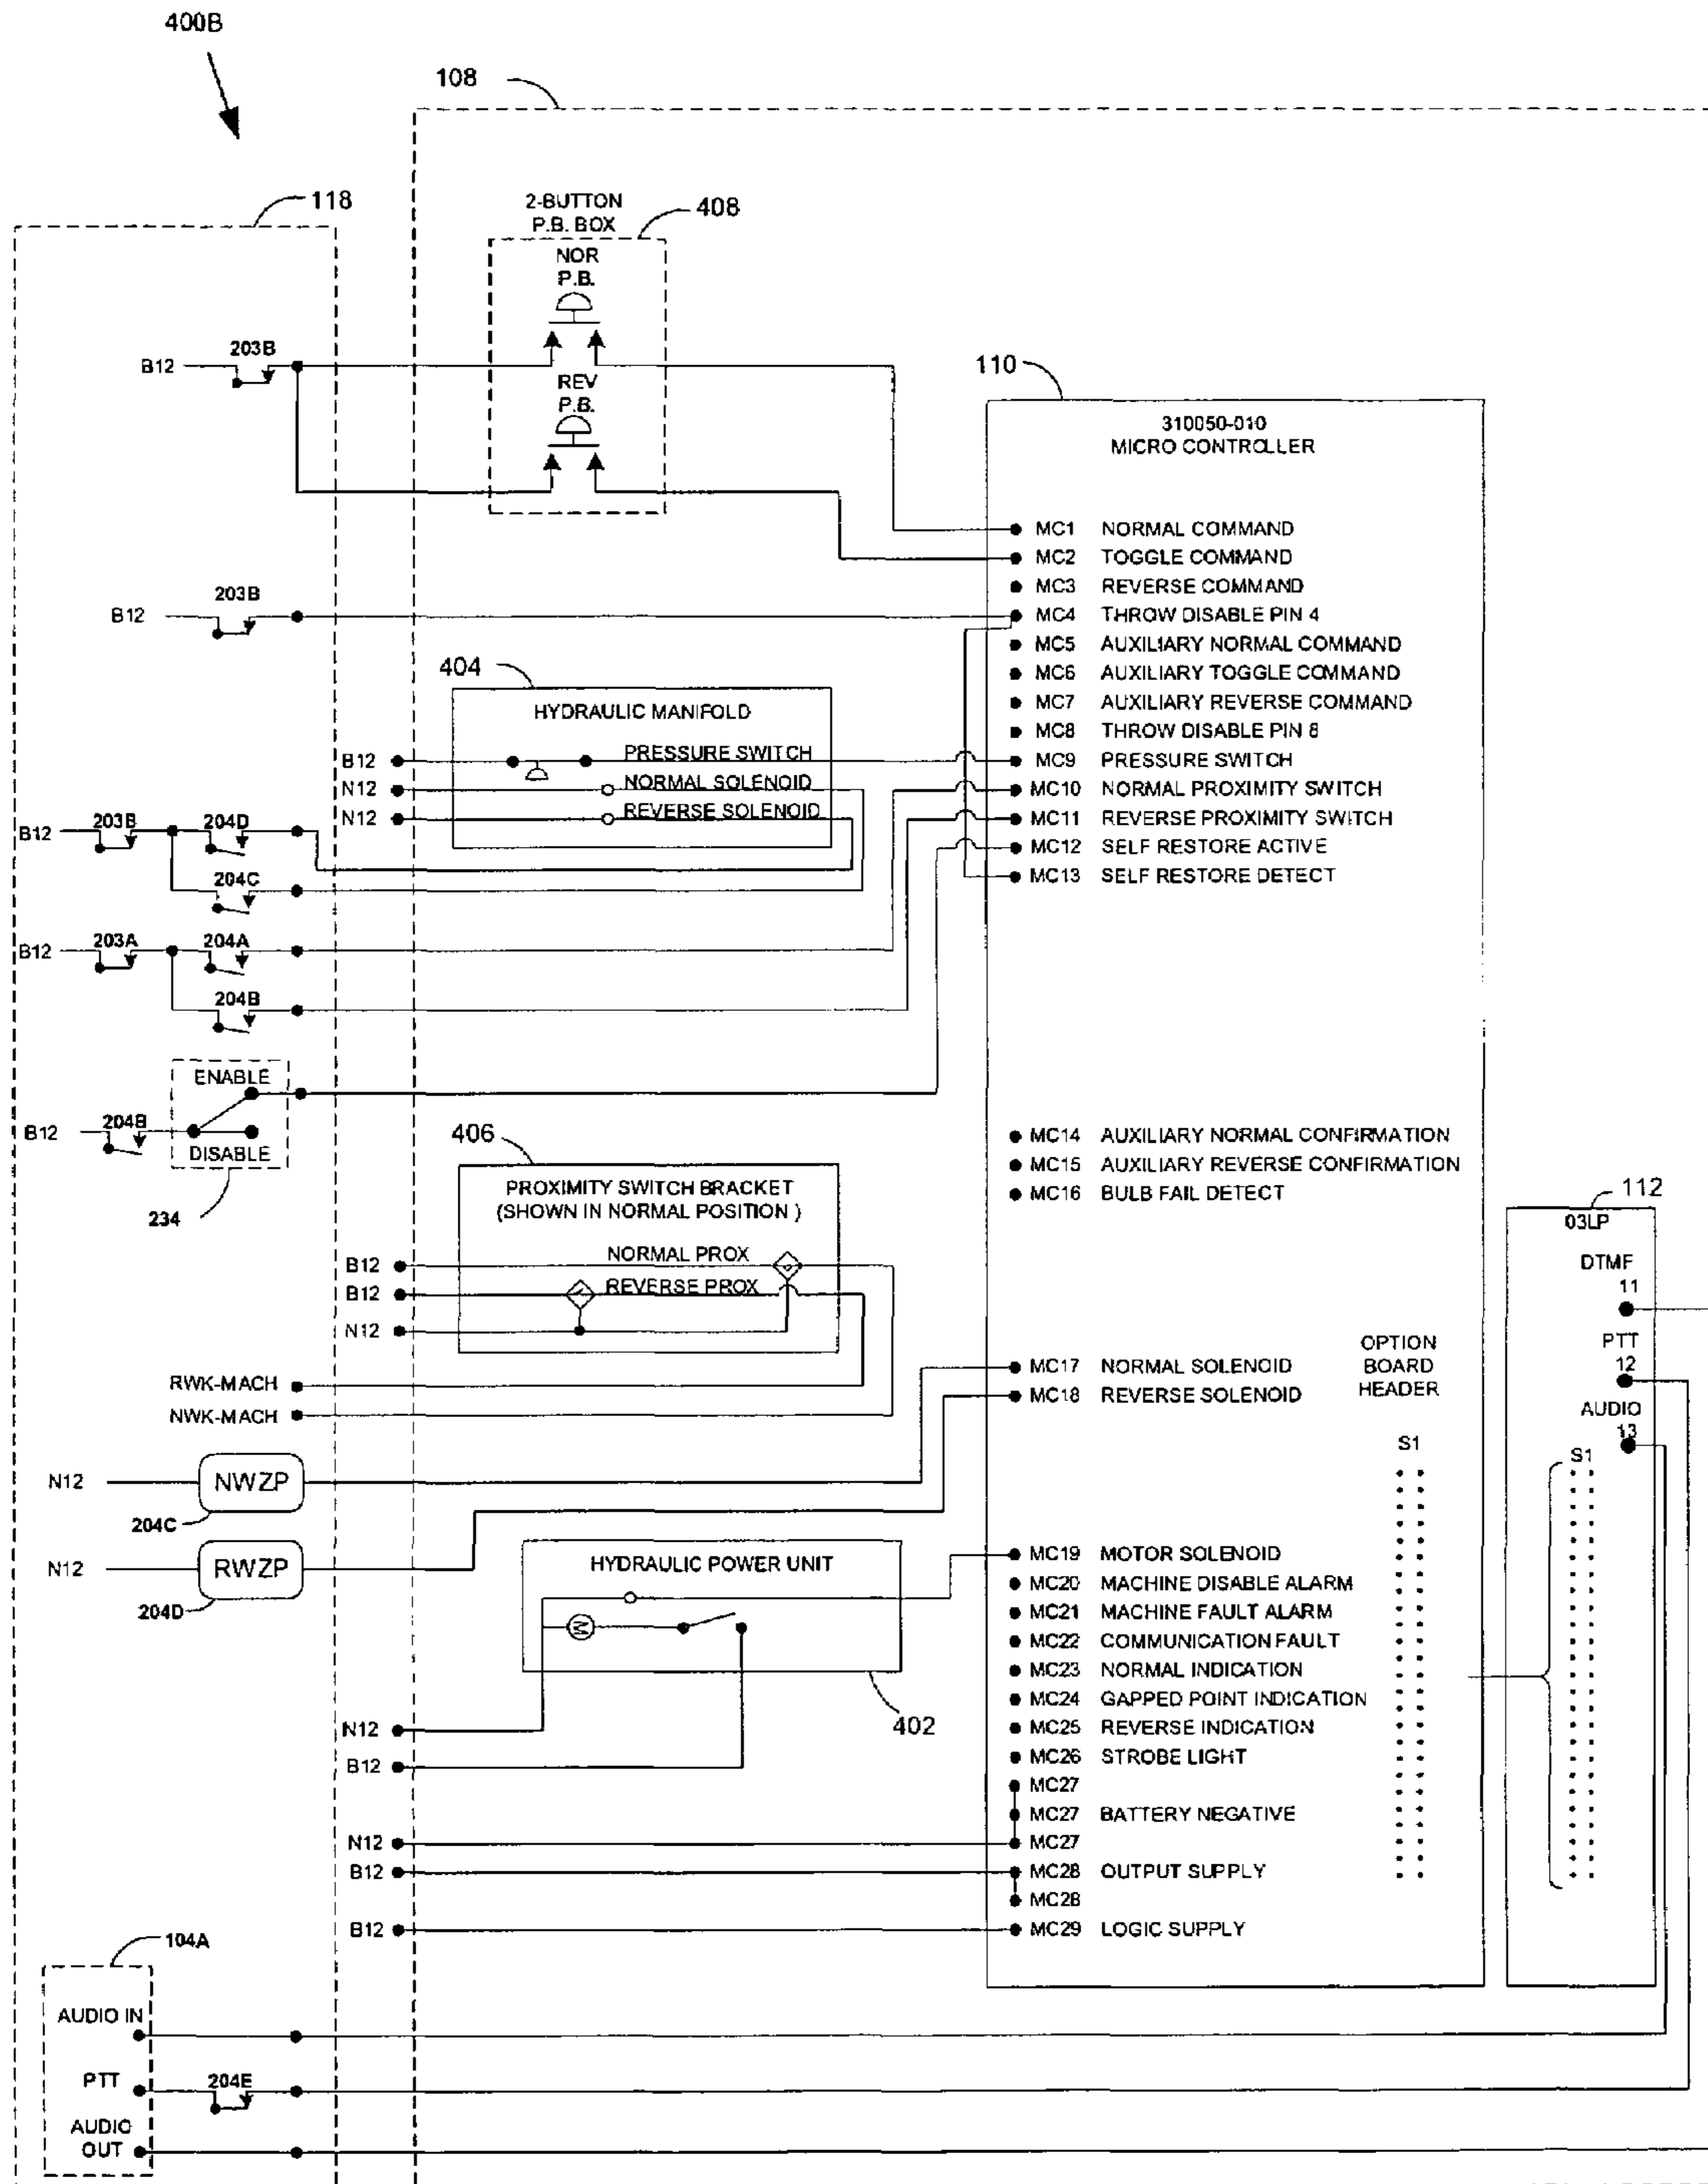 400B
108
118
2-BUTTON
P.B. BOX
408
NOR
P.B.
B12
203B
REV
P.B.
110
310050-010
MICRO CONTROLLER
MC1 NORMAL COMMAND
MC2 TOGGLE COMMAND
MC3 REVERSE COMMAND
B12
203B
MC4 THROW DISABLE PIN 4
MC5 AUXILIARY NORMAL COMMAND
MC6 AUXILIARY TOGGLE COMMAND
MC7 AUXILIARY REVERSE COMMAND
MC8 THROW DISABLE PIN 8
404
HYDRAULIC MANIFOLD
B12
PRESSURE SWITCH
MC9 PRESSURE SWITCH
N12
NORMAL SOLENOID
MC10 NORMAL PROXIMITY SWITCH
N12
REVERSE SOLENOID
MC11 REVERSE PROXIMITY SWITCH
B12
203B
204D
MC12 SELF RESTORE ACTIVE
204C
MC13 SELF RESTORE DETECT
B12
203A
204A
204B
ENABLE
B12
204B
DISABLE
234
406
PROXIMITY SWITCH BRACKET
(SHOWN IN NORMAL POSITION )
MC14 AUXILIARY NORMAL CONFIRMATION
MC15 AUXILIARY REVERSE CONFIRMATION
MC16 BULB FAIL DETECT
B12
NORMAL PROX
B12
REVERSE PROX
N12
112
03LP
DTMF
11
PTT
12
AUDIO
13
S1
RWK-MACH
NWK-MACH
MC17 NORMAL SOLENOID
MC18 REVERSE SOLENOID
OPTION
BOARD
HEADER
S1
N12
NWZP
204C
N12
RWZP
204D
HYDRAULIC POWER UNIT
M
402
MC19 MOTOR SOLENOID
MC20 MACHINE DISABLE ALARM
MC21 MACHINE FAULT ALARM
MC22 COMMUNICATION FAULT
MC23 NORMAL INDICATION
MC24 GAPPED POINT INDICATION
MC25 REVERSE INDICATION
MC26 STROBE LIGHT
N12
B12
MC27
MC27 BATTERY NEGATIVE
N12
MC27
B12
MC28 OUTPUT SUPPLY
MC28
B12
MC29 LOGIC SUPPLY
104A
AUDIO IN
PTT
204E
AUDIO
OUT